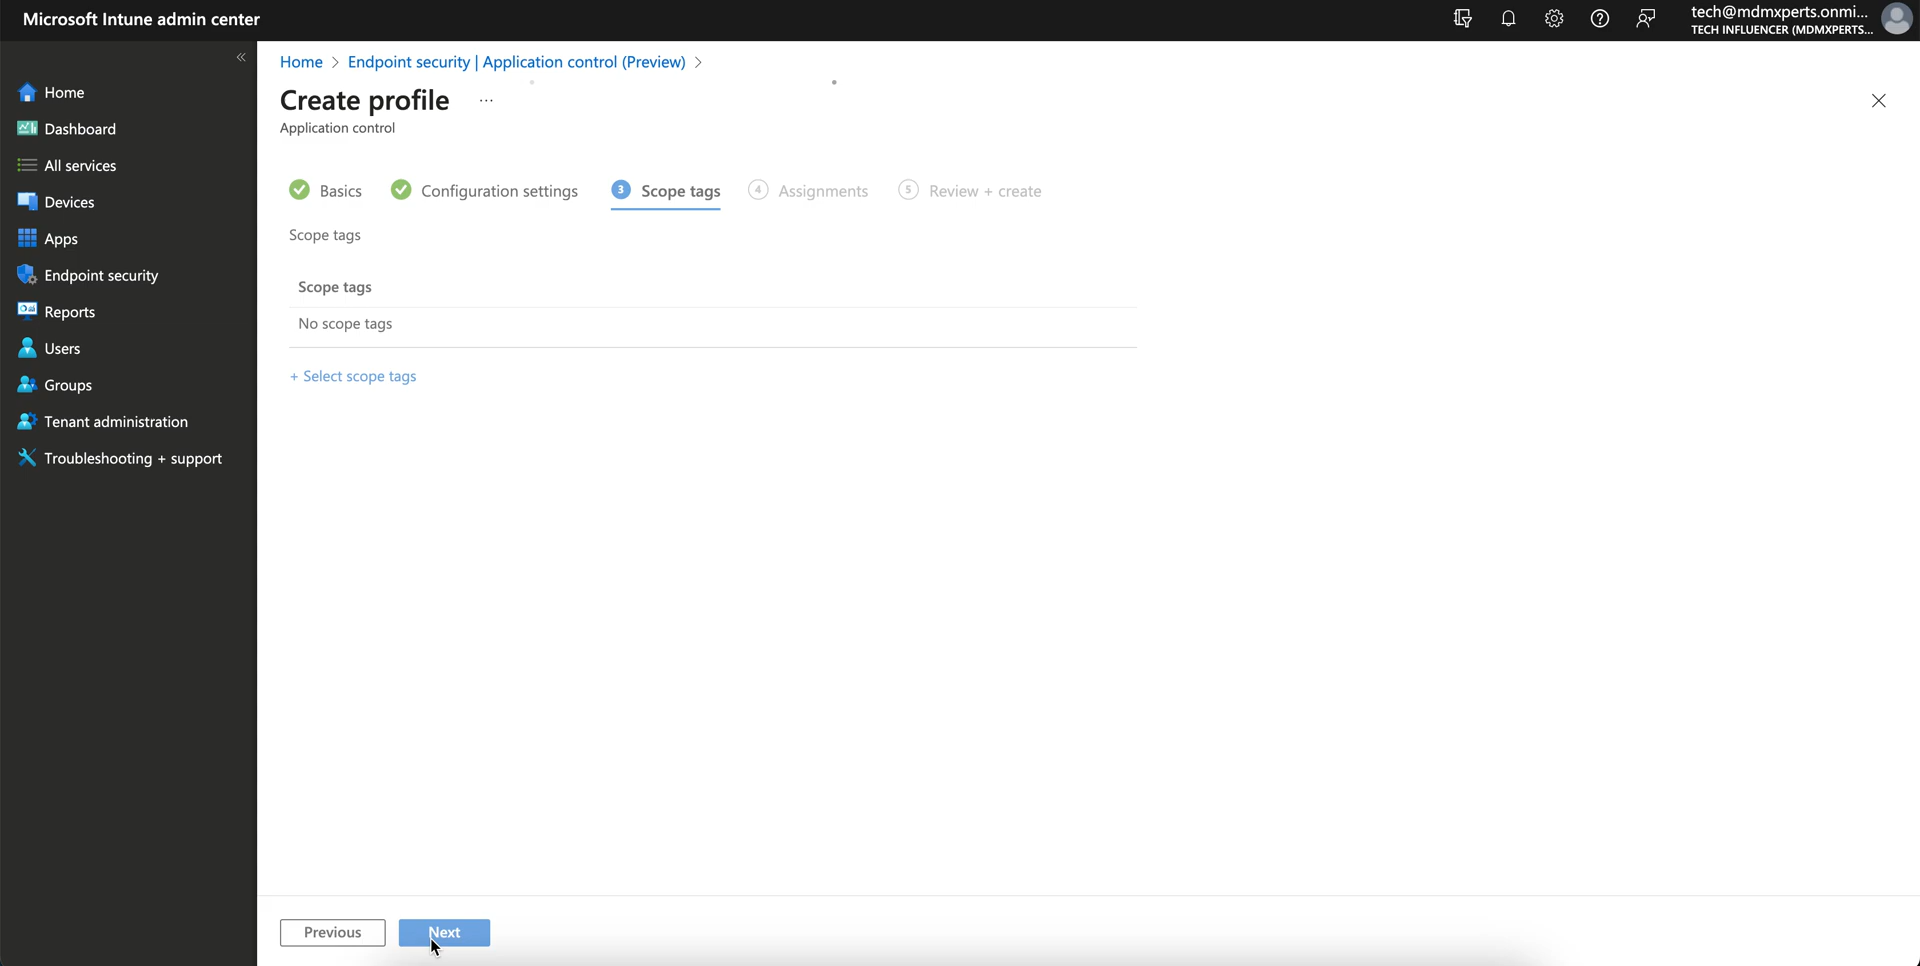 Microsoft Intune admin center
tech@mdmxperts.onmi...
TECH INFLUENCER (MDMXPERTS...
«
Home
Dashboard
All services
Devices
Apps
Endpoint security
Reports
Users
Groups
Tenant administration
Troubleshooting + support
Home > Endpoint security | Application control (Preview) >
Create profile ...
Application control
Basics
Configuration settings
3 Scope tags
4 Assignments
5 Review + create
Scope tags
Scope tags
No scope tags
+ Select scope tags
Previous
Next